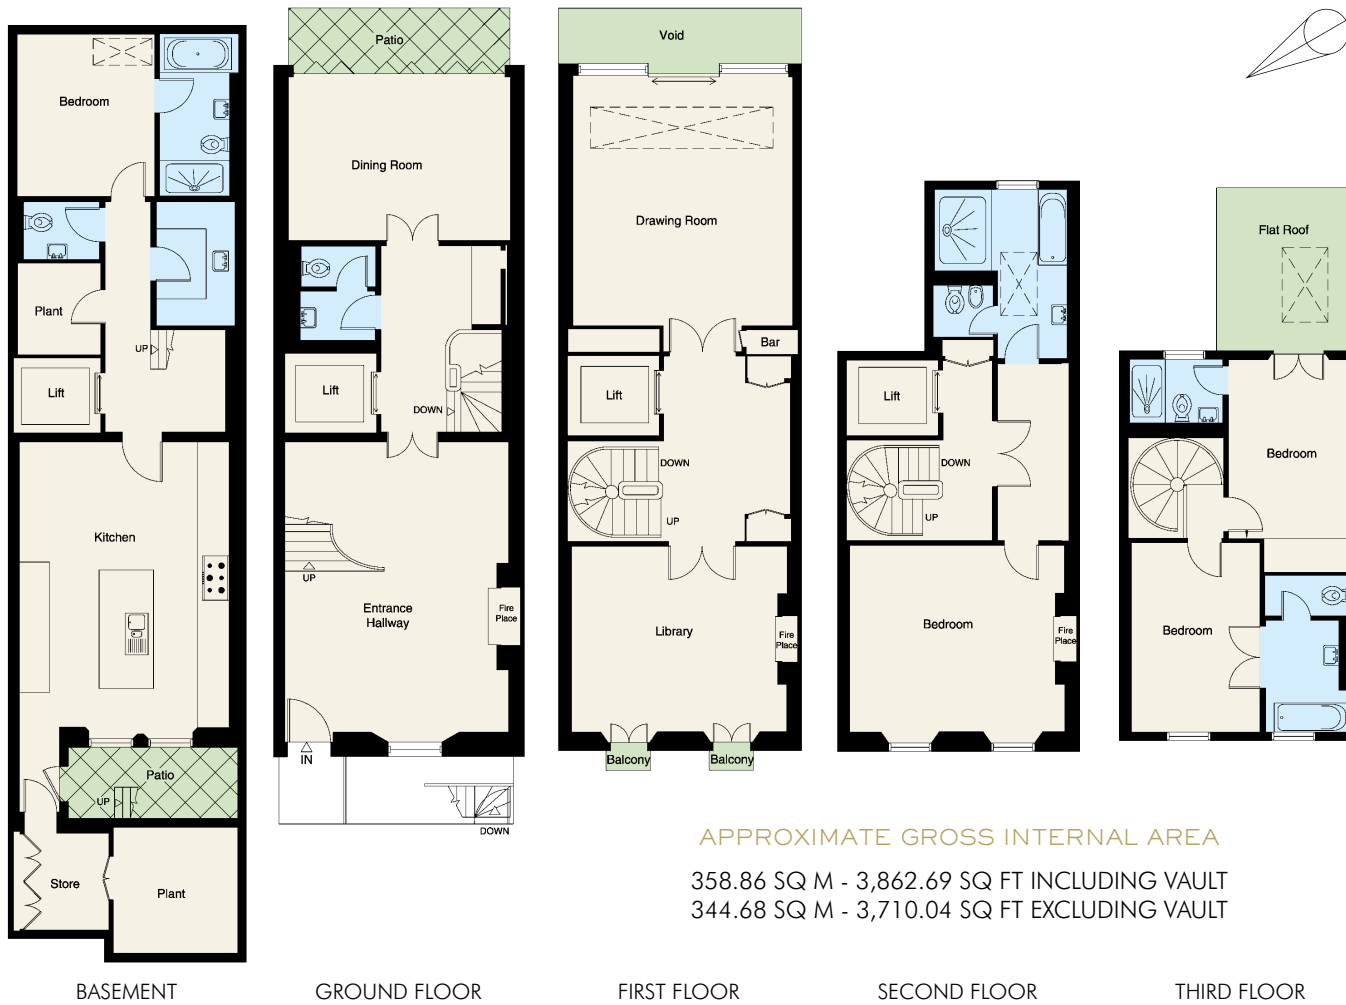 Bedroom
Plant
UP
Lift
Kitchen
Patio
UP
Store
Plant
BASEMENT
Patio
Dining Room
Lift
DOWN
UP
Entrance
Hallway
Fire
Place
IN
DOWN
GROUND FLOOR
Void
Drawing Room
Bar
Lift
DOWN
UP
Library
Fire
Place
Balcony
Balcony
FIRST FLOOR
Lift
DOWN
UP
Bedroom
Fire
Place
SECOND FLOOR
Flat Roof
Bedroom
Bedroom
THIRD FLOOR
APPROXIMATE GROSS INTERNAL AREA
358.86 SQ M - 3,862.69 SQ FT INCLUDING VAULT
344.68 SQ M - 3,710.04 SQ FT EXCLUDING VAULT